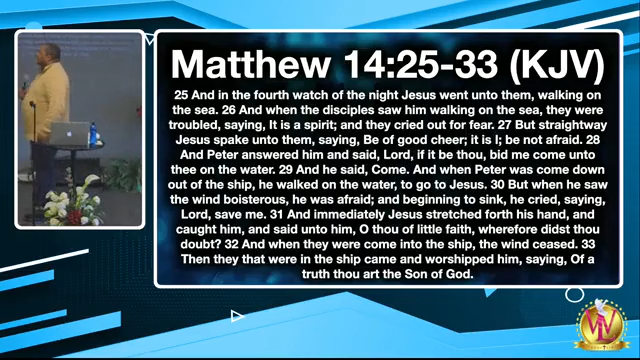 Matthew 14:25-33 (KJV)
25 And in the fourth watch of the night Jesus went unto them, walking on
the sea. 26 And when the disciples saw him walking on the sea, they were
troubled, saying, It is a spirit; and they cried out for fear. 27 But straightway
Jesus spake unto them, saying, Be of good cheer; it is I; be not afraid. 28
And Peter answered him and said, Lord, if it be thou, bid me come unto
thee on the water. 29 And he said, Come. And when Peter was come down
out of the ship, he walked on the water, to go to Jesus. 30 But when he saw
the wind boisterous, he was afraid; and beginning to sink, he cried, saying,
Lord, save me. 31 And immediately Jesus stretched forth his hand, and
caught him, and said unto him, O thou of little faith, wherefore didst thou
doubt? 32 And when they were come into the ship, the wind ceased. 33
Then they that were in the ship came and worshipped him, saying, Of a
truth thou art the Son of God.